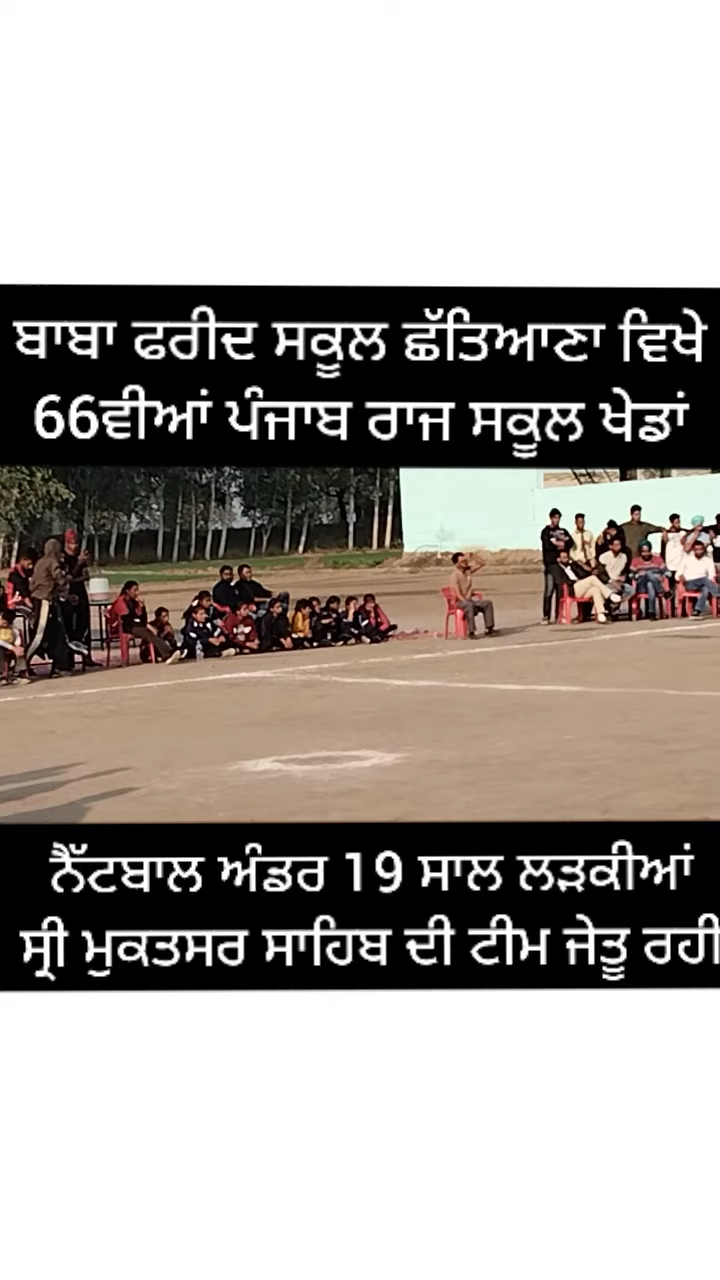 ਬਾਬਾ ਫਰੀਦ ਸਕੂਲ ਛੱਤਿਆਣਾ ਵਿਖੇ
66ਵੀਆਂ ਪੰਜਾਬ ਰਾਜ ਸਕੂਲ ਖੇਡਾਂ
ਨੈੱਟਬਾਲ ਅੰਡਰ 19 ਸਾਲ ਲੜਕੀਆਂ
ਸ੍ਰੀ ਮੁਕਤਸਰ ਸਾਹਿਬ ਦੀ ਟੀਮ ਜੇਤੂ ਰਹੀ